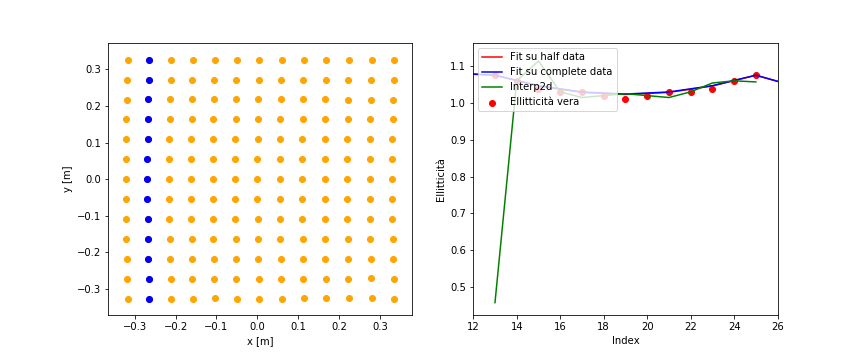 0.3
0.2
0.1
0.0
−0.1
−0.2
−0.3
y [m]
−0.3 −0.2 −0.1 0.0 0.1 0.2 0.3
x [m]
1.1
1.0
0.9
0.8
0.7
0.6
0.5
Ellitticità
Fit su half data
Fit su complete data
Interp2d
Ellitticità vera
12 14 16 18 20 22 24 26
Index